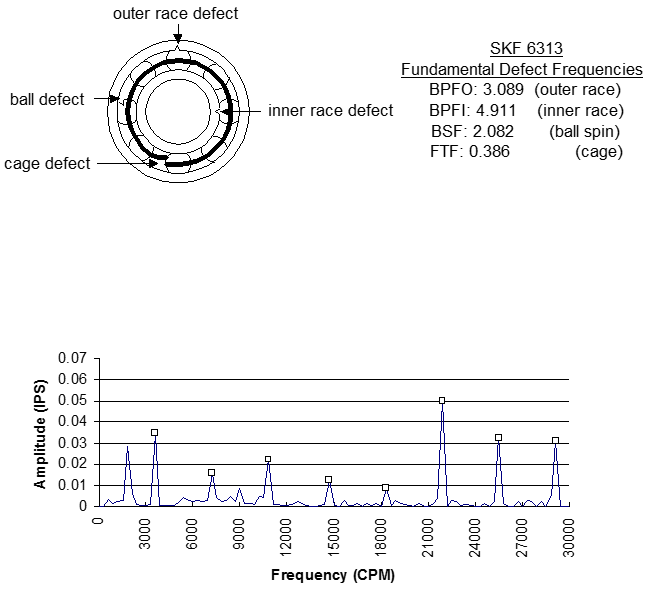 outer race defect
ball defect
inner race defect
cage defect
SKF 6313
Fundamental Defect Frequencies
BPFO: 3.089 (outer race)
BPFI: 4.911 (inner race)
BSF: 2.082 (ball spin)
FTF: 0.386 (cage)
Amplitude (IPS)
0.07
0.06
0.05
0.04
0.03
0.02
0.01
0
0
3000
6000
9000
12000
15000
18000
21000
24000
27000
30000
Frequency (CPM)